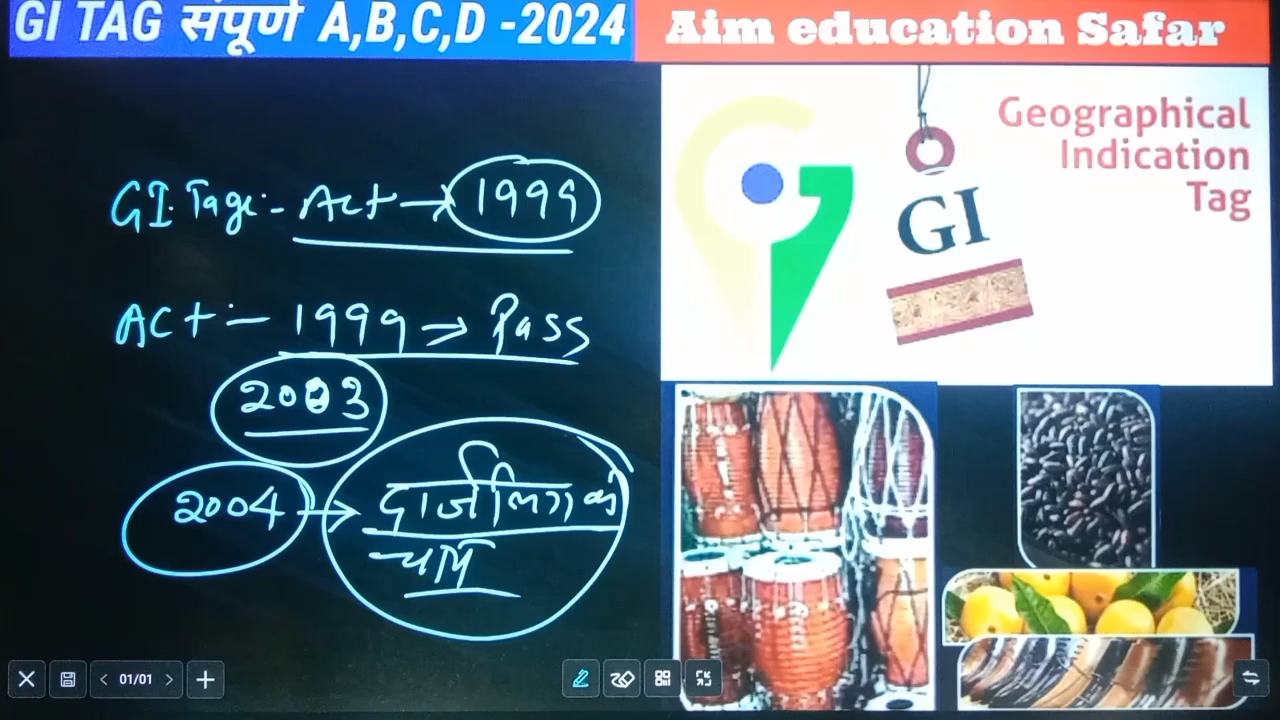 GI TAG संपूर्ण A,B,C,D -2024
Aim education Safar
GI Tag:- Act → 1999
Act:- 1999 → Pass
2003
2004 → दार्जलिग को
चाय
Geographical
Indication
Tag
GI
01/01